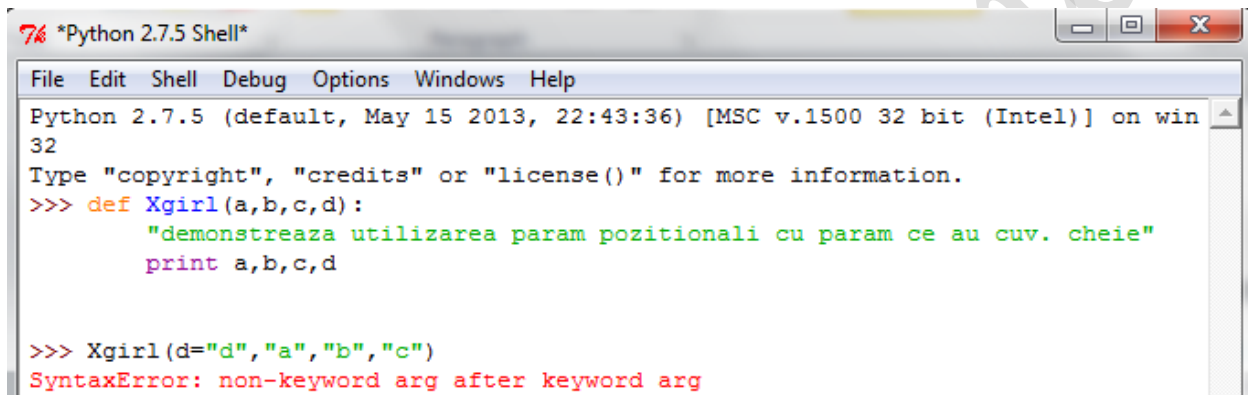 *Python 2.7.5 Shell*
File Edit Shell Debug Options Windows Help
Python 2.7.5 (default, May 15 2013, 22:43:36) [MSC v.1500 32 bit (Intel)] on win
32
Type "copyright", "credits" or "license()" for more information.
>>> def Xgirl(a,b,c,d):
        "demonstreaza utilizarea param pozitionali cu param ce au cuv. cheie"
        print a,b,c,d
>>> Xgirl(d="d","a","b","c")
SyntaxError: non-keyword arg after keyword arg